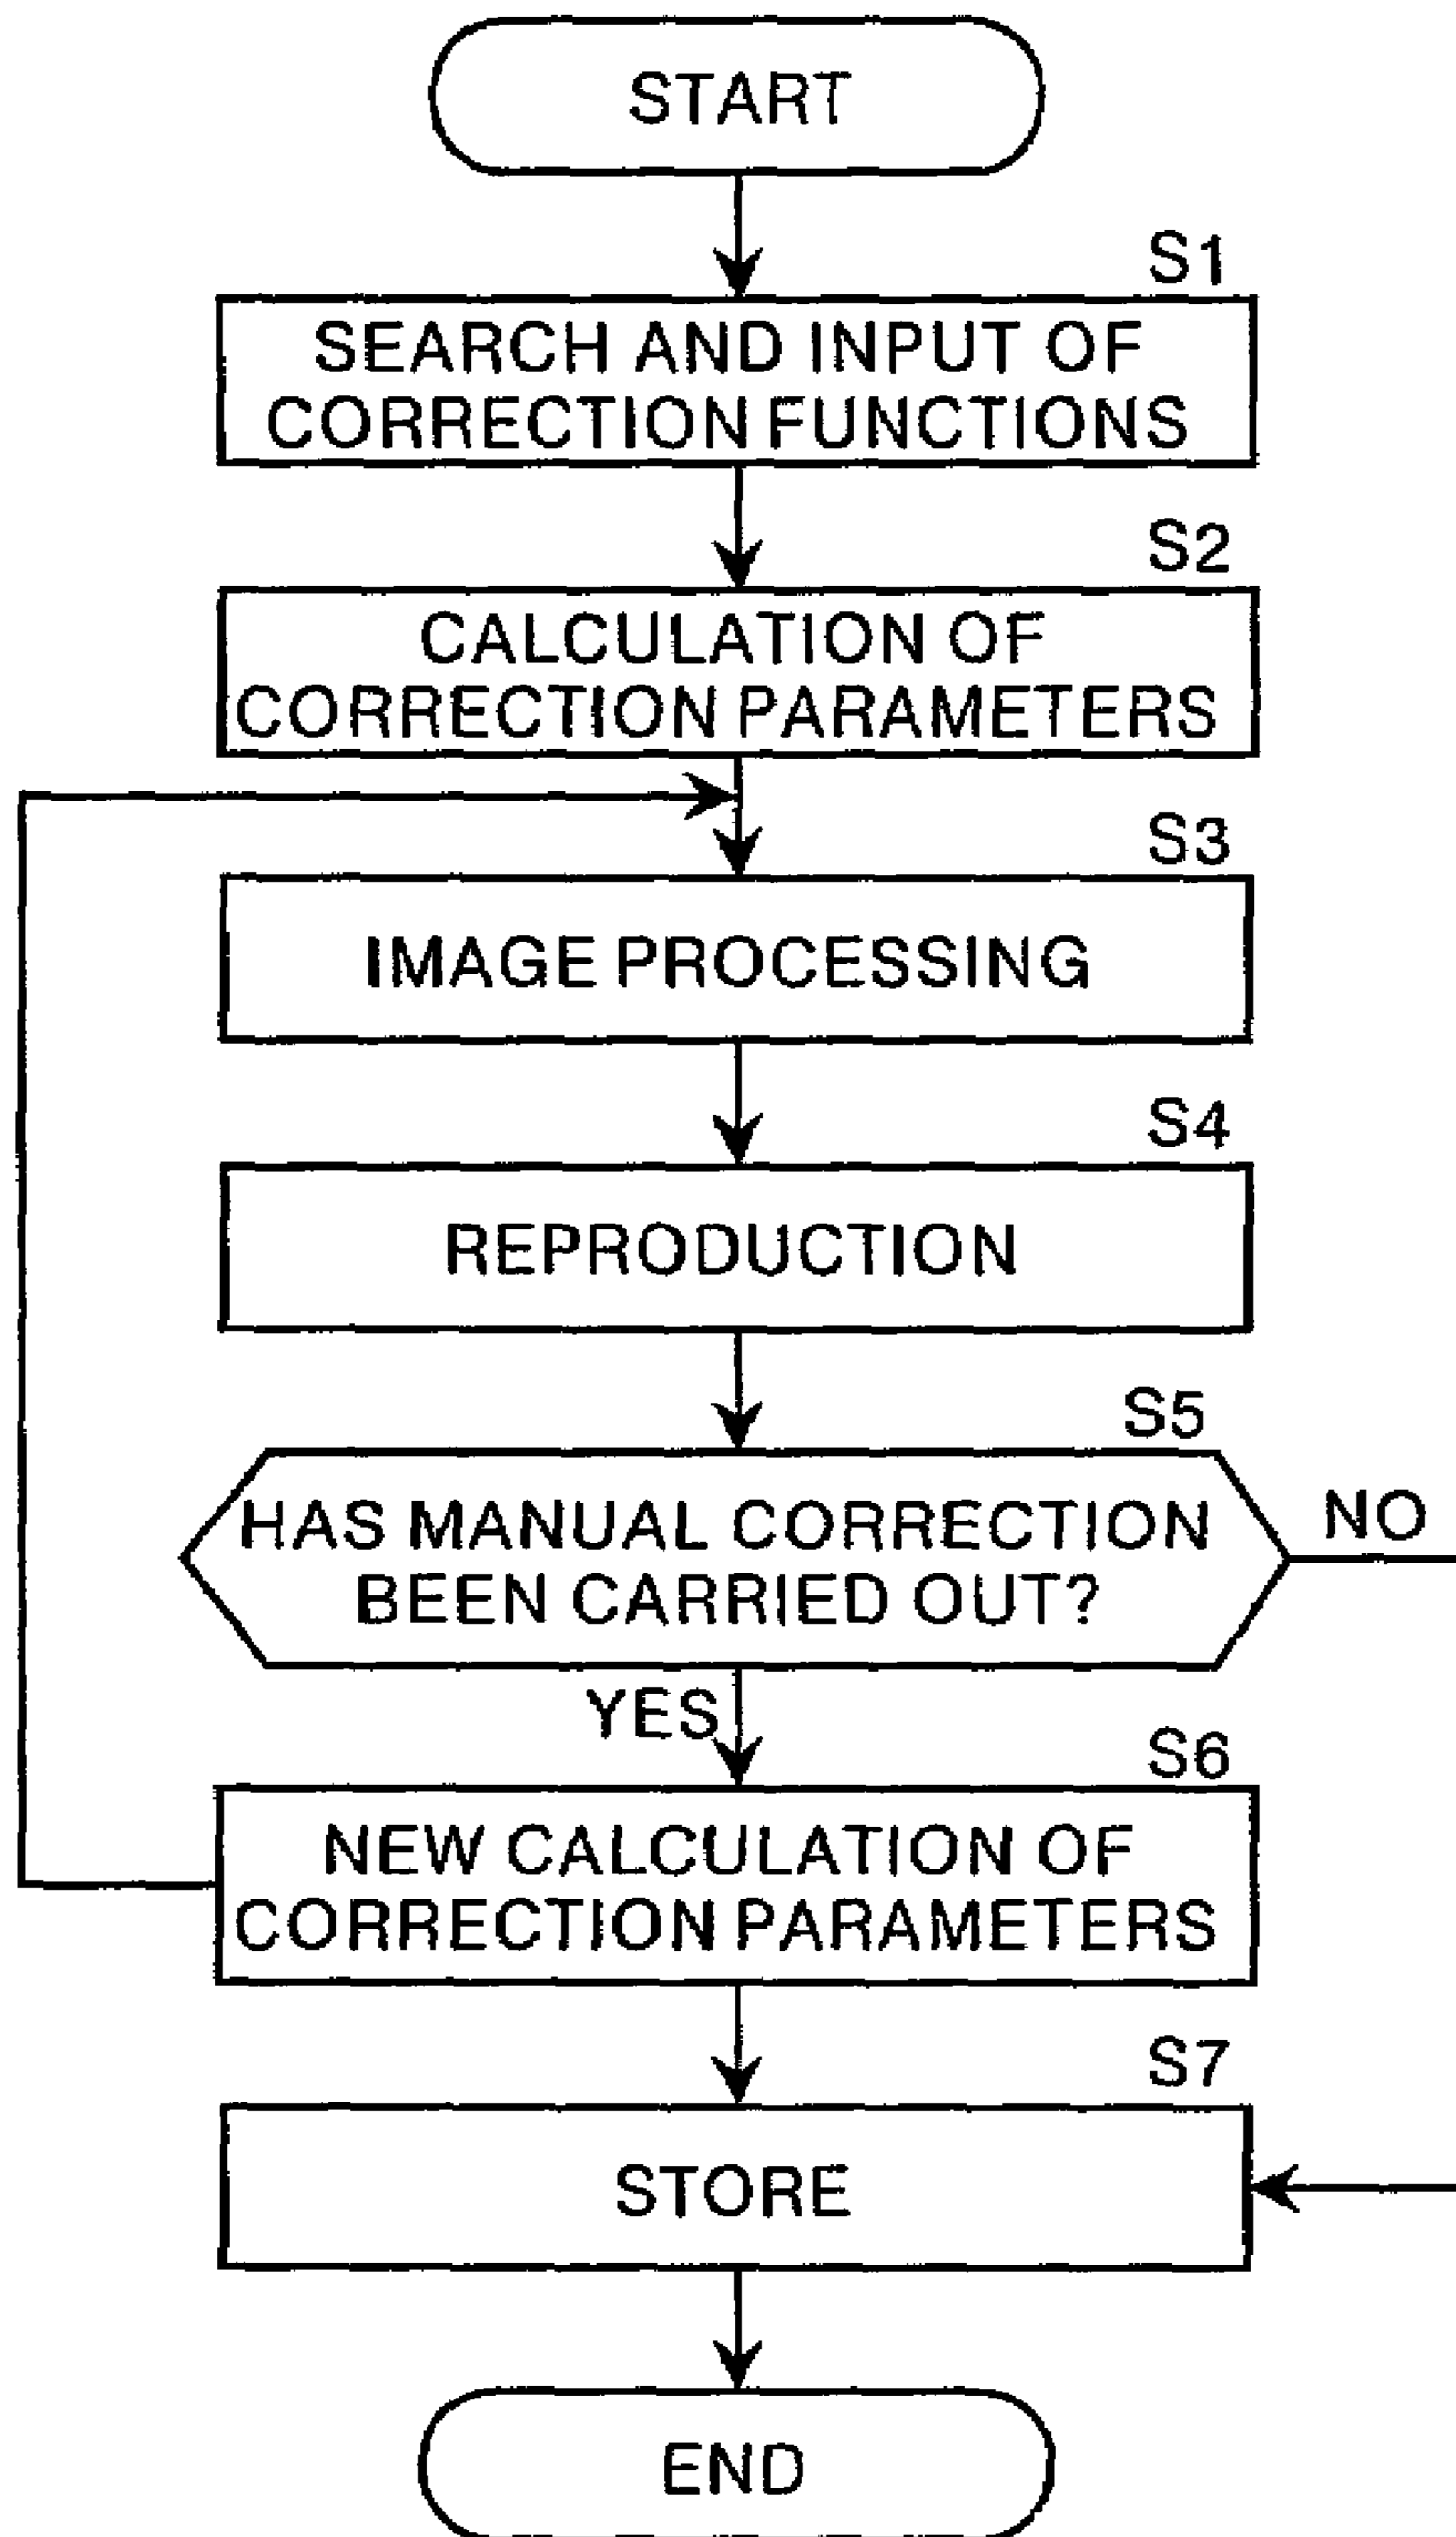 START
S1
SEARCH AND INPUT OF
CORRECTION FUNCTIONS
S2
CALCULATION OF
CORRECTION PARAMETERS
S3
IMAGE PROCESSING
S4
REPRODUCTION
S5
HAS MANUAL CORRECTION
BEEN CARRIED OUT?
NO
YES
S6
NEW CALCULATION OF
CORRECTION PARAMETERS
S7
STORE
END